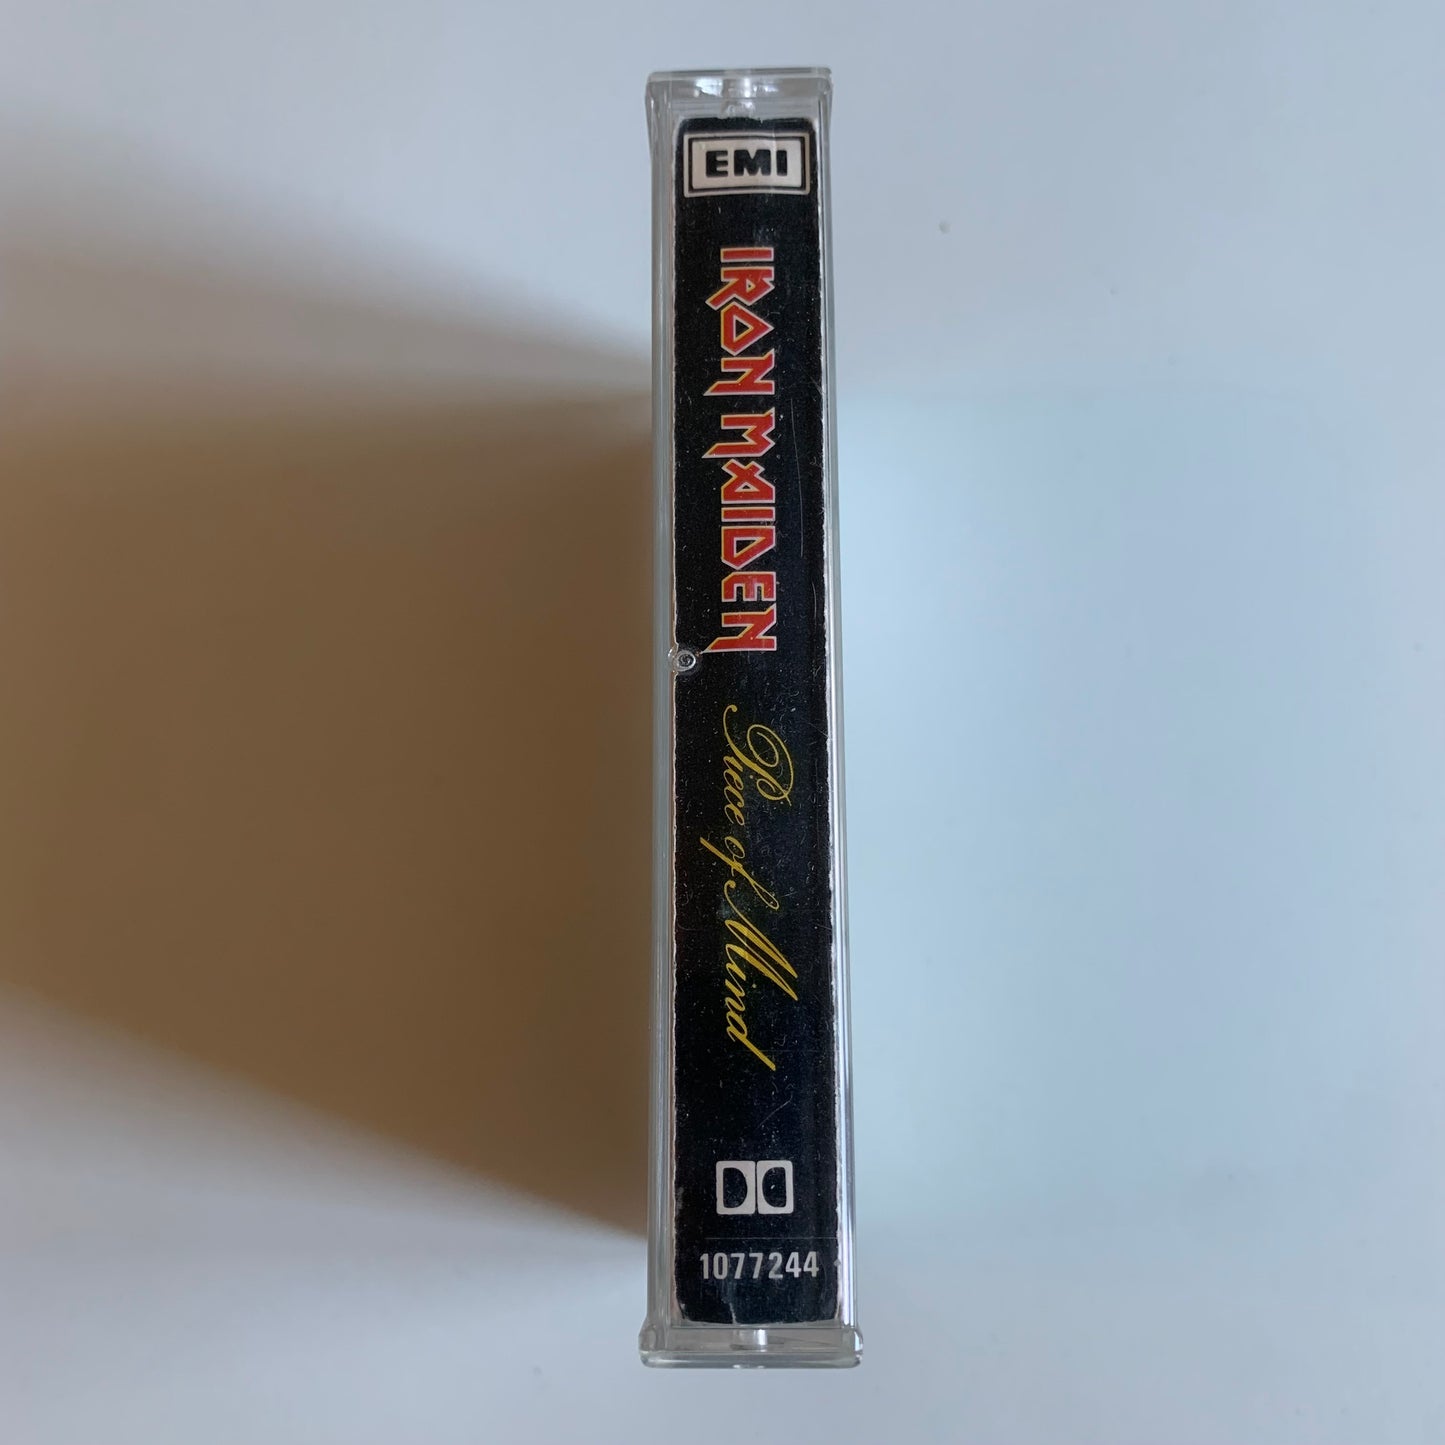 EMI
IRON MAIDEN
Piece of Mind
1077244